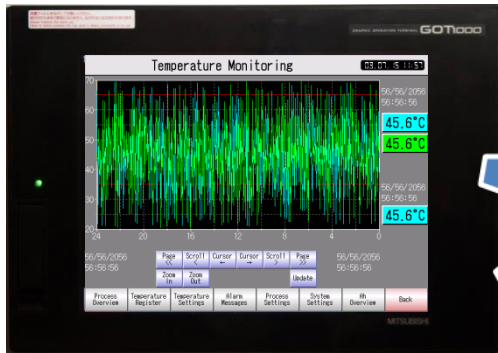 GRAPHIC OPERATION TERMINAL GOT1000
Temperature Monitoring
03.07.15 11:57
70
60
50
40
30
20
24 20 16 12 8 4 0
56/56/2056
56:56:56
45.6°C
45.6°C
56/56/2056
56:56:56
45.6°C
56/56/2056
56:56:56
Page << Scroll < Cursor ← Cursor → Scroll > Page >>
56/56/2056
56:56:56
Zoom In Zoom Out Update
Process Overview Temperature Register Temperature Settings Alarm Messages Process Settings System Settings Ah Overview Back
MITSUBISHI